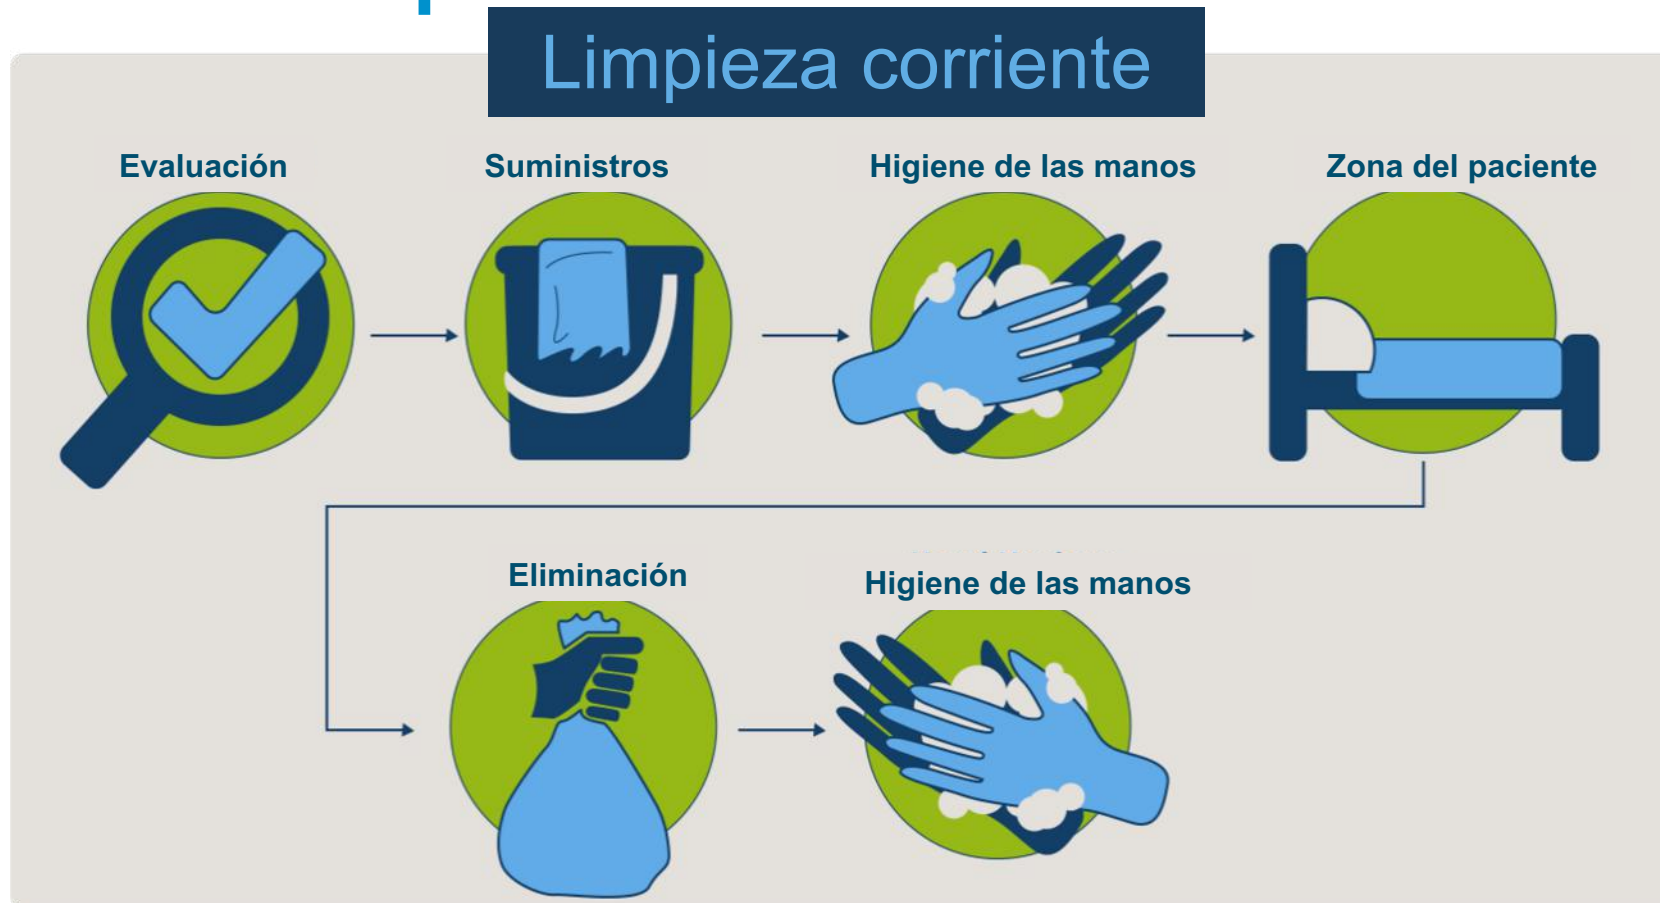 Limpieza corriente
Evaluación
Suministros
Higiene de las manos
Zona del paciente
Eliminación
Higiene de las manos